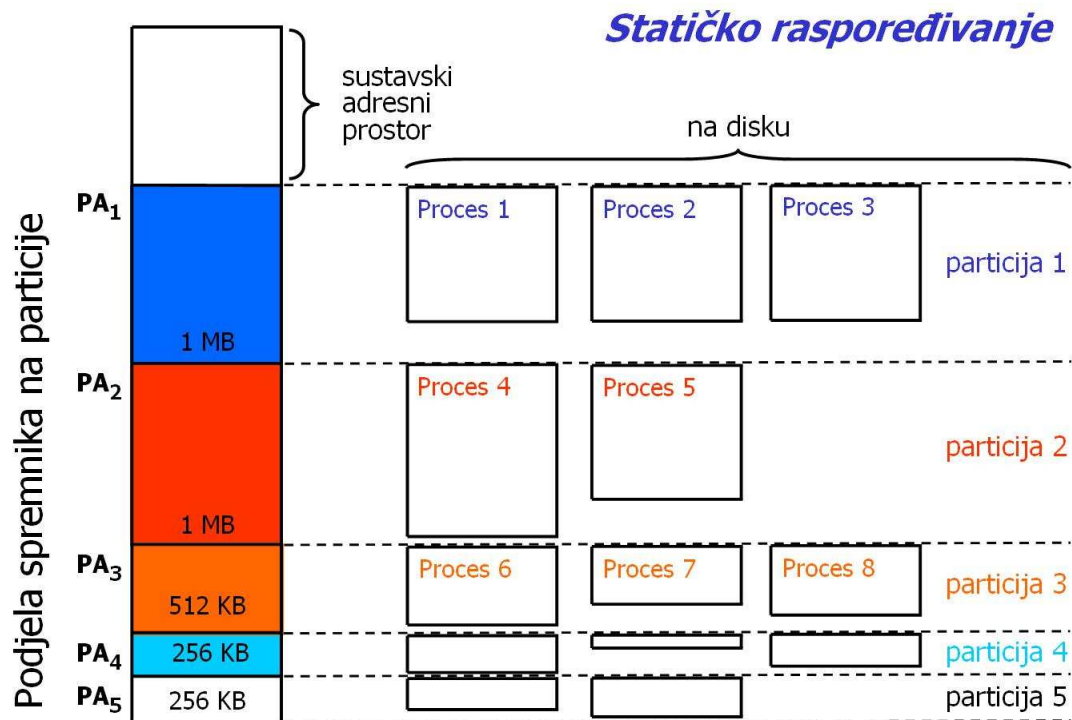 Statičko raspoređivanje
sustavski
adresni
prostor
na disku
Podjela spremnika na particije
PA1
1 MB
Proces 1
Proces 2
Proces 3
particija 1
PA2
1 MB
Proces 4
Proces 5
particija 2
PA3
512 KB
Proces 6
Proces 7
Proces 8
particija 3
PA4
256 KB
particija 4
PA5
256 KB
particija 5